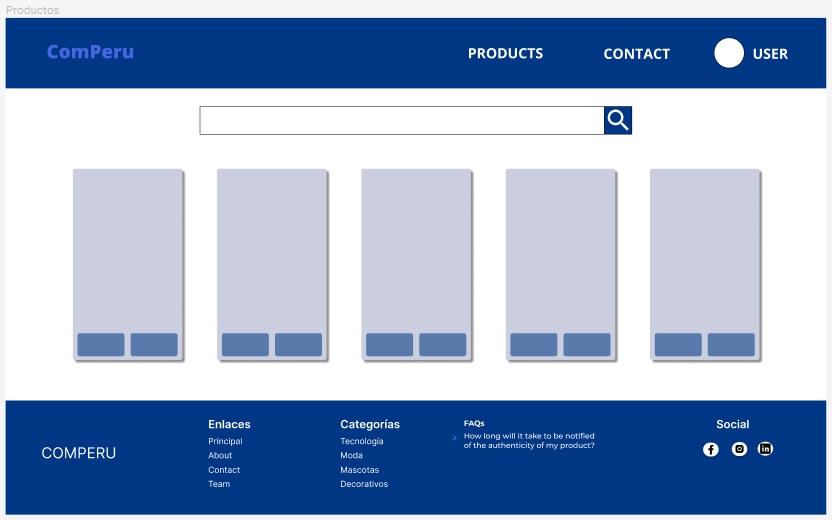 Productos
ComPeru
PRODUCTS
CONTACT
USER
Enlaces
Principal
About
Contact
Team
Categorías
Tecnología
Moda
Mascotas
Decorativos
FAQs
> How long will it take to be notified
of the authenticity of my product?
Social
COMPERU